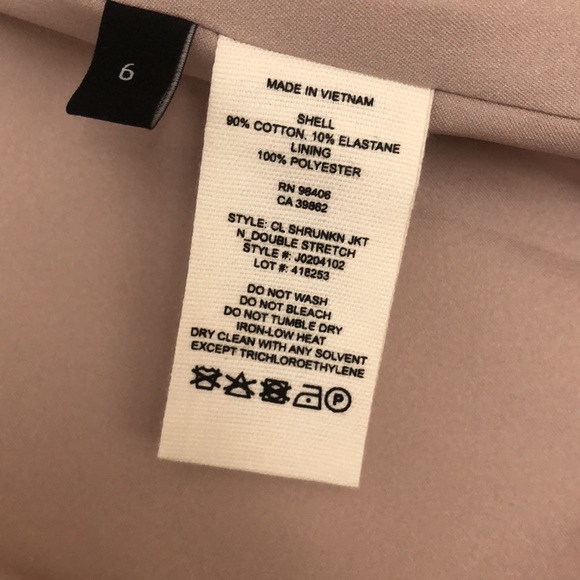 6
MADE IN VIETNAM
SHELL
90% COTTON, 10% ELASTANE
LINING
100% POLYESTER
RN 98406
CA 39862
STYLE: CL SHRUNKN JKT
N_DOUBLE STRETCH
STYLE #: J0204102
LOT #: 418253
DO NOT WASH
DO NOT BLEACH
DO NOT TUMBLE DRY
IRON-LOW HEAT
DRY CLEAN WITH ANY SOLVENT
EXCEPT TRICHLOROETHYLENE
P